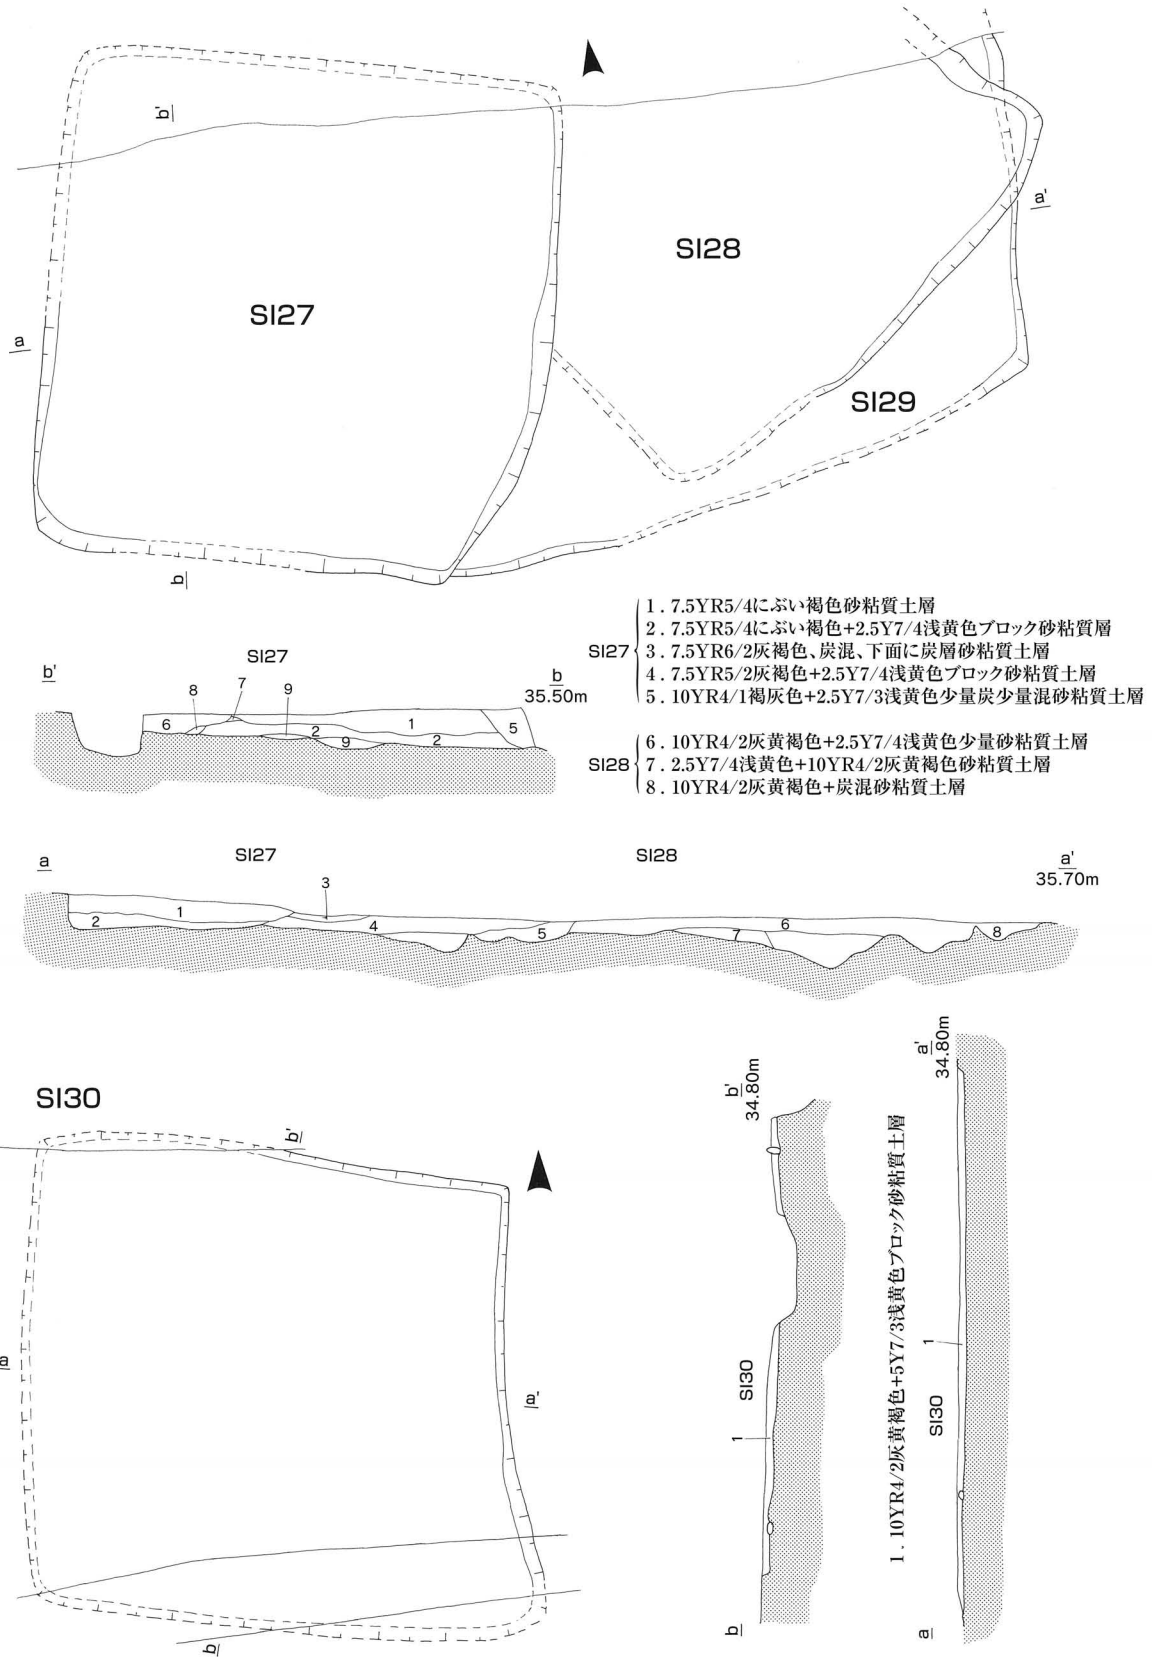 b'
SI27
SI28
a'
a
SI29
b
SI27
1 . 7.5YR5/4にぶい褐色砂粘質土層
2 . 7.5YR5/4にぶい褐色+2.5Y7/4浅黄色ブロック砂粘質層
3 . 7.5YR6/2灰褐色、炭混、下面に炭層砂粘質土層
4 . 7.5YR5/2灰褐色+2.5Y7/4浅黄色ブロック砂粘質土層
5 . 10YR4/1褐灰色+2.5Y7/3浅黄色少量炭少量混砂粘質土層
SI28
6 . 10YR4/2灰黄褐色+2.5Y7/4浅黄色少量砂粘質土層
7 . 2.5Y7/4浅黄色+10YR4/2灰黄褐色砂粘質土層
8 . 10YR4/2灰黄褐色+炭混砂粘質土層
b'
SI27
b
35.50m
8
7
9
6
2
1
5
9
2
a
SI27
SI28
a'
35.70m
3
1
2
4
5
6
7
8
SI30
b'
a
a'
b
b'
34.80m
SI30
1
b
1 . 10YR4/2灰黄褐色+5Y7/3浅黄色ブロック砂粘質土層
a'
34.80m
1
SI30
a